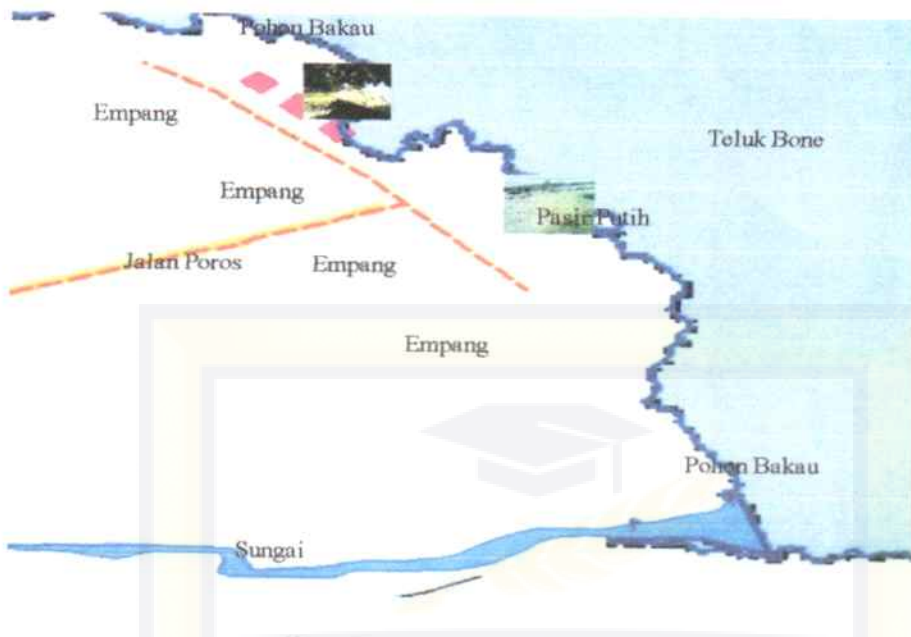 Pohon Bakau
Empang
Teluk Bone
Empang
Pasir Putih
Jalan Poros
Empang
Empang
Pohon Bakau
Sungai